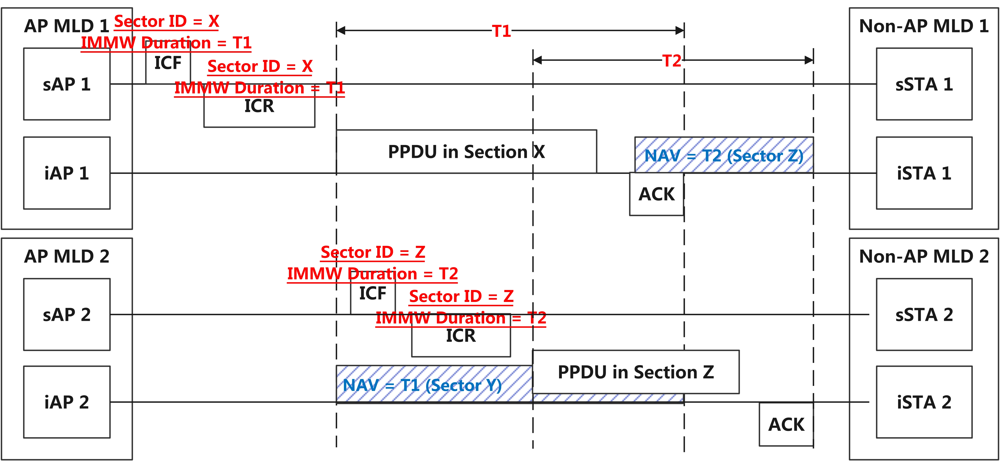 AP MLD 1
Sector ID = X
IMMW Duration = T1
ICF
Sector ID = X
IMMW Duration = T1
ICR
T1
T2
Non-AP MLD 1
sAP 1
sSTA 1
PPDU in Section X
NAV = T2 (Sector Z)
iAP 1
iSTA 1
ACK
AP MLD 2
Sector ID = Z
IMMW Duration = T2
ICF
Sector ID = Z
IMMW Duration = T2
ICR
Non-AP MLD 2
sAP 2
sSTA 2
PPDU in Section Z
NAV = T1 (Sector Y)
iAP 2
iSTA 2
ACK